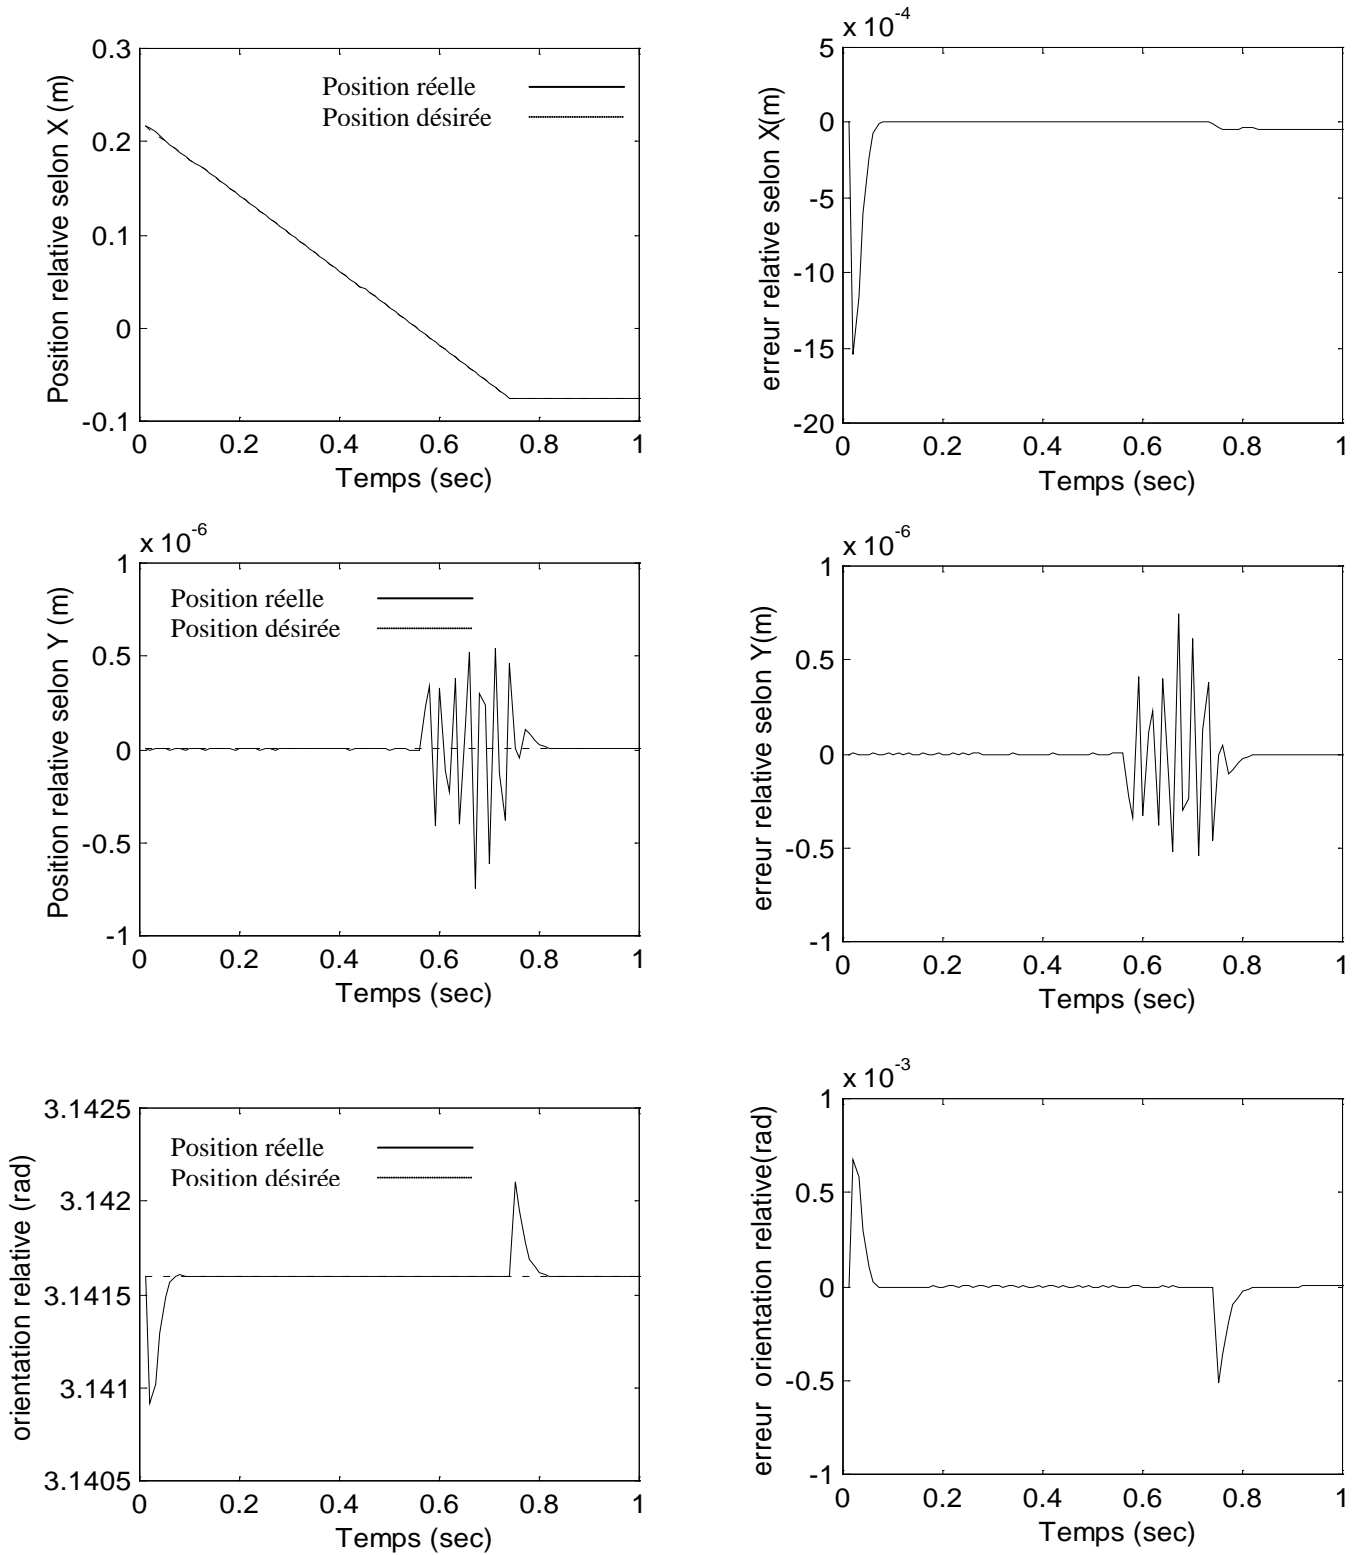 Position relative selon X (m)
0.3
0.2
0.1
0
-0.1
Position réelle
Position désirée
0 0.2 0.4 0.6 0.8 1
Temps (sec)
x 10^-4
erreur relative selon X(m)
5
0
-5
-10
-15
-20
0 0.2 0.4 0.6 0.8 1
Temps (sec)
x 10^-6
Position relative selon Y (m)
1
0.5
0
-0.5
-1
Position réelle
Position désirée
0 0.2 0.4 0.6 0.8 1
Temps (sec)
x 10^-6
erreur relative selon Y(m)
1
0.5
0
-0.5
-1
0 0.2 0.4 0.6 0.8 1
Temps (sec)
orientation relative (rad)
3.1425
3.142
3.1415
3.141
3.1405
Position réelle
Position désirée
0 0.2 0.4 0.6 0.8 1
Temps (sec)
x 10^-3
erreur orientation relative(rad)
1
0.5
0
-0.5
-1
0 0.2 0.4 0.6 0.8 1
Temps (sec)